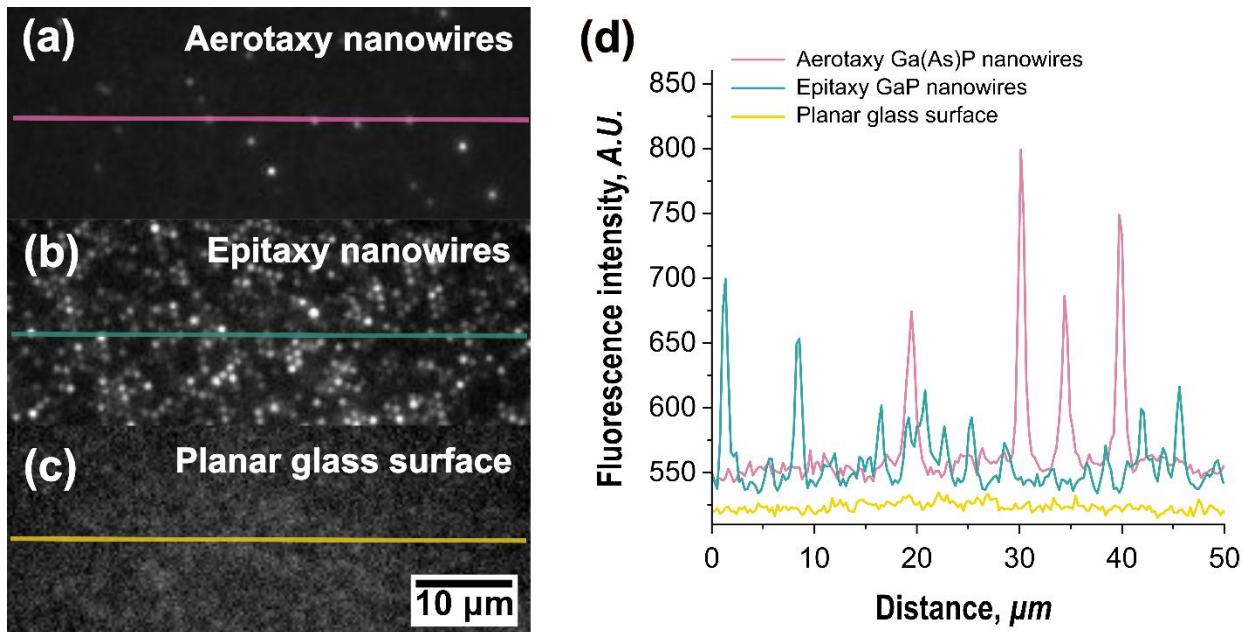 (a)
Aerotaxy nanowires
(b)
Epitaxy nanowires
(c)
Planar glass surface
10 μm
(d)
Aerotaxy Ga(As)P nanowires
Epitaxy GaP nanowires
Planar glass surface
Fluorescence intensity, A.U.
850
800
750
700
650
600
550
0 10 20 30 40 50
Distance, μm